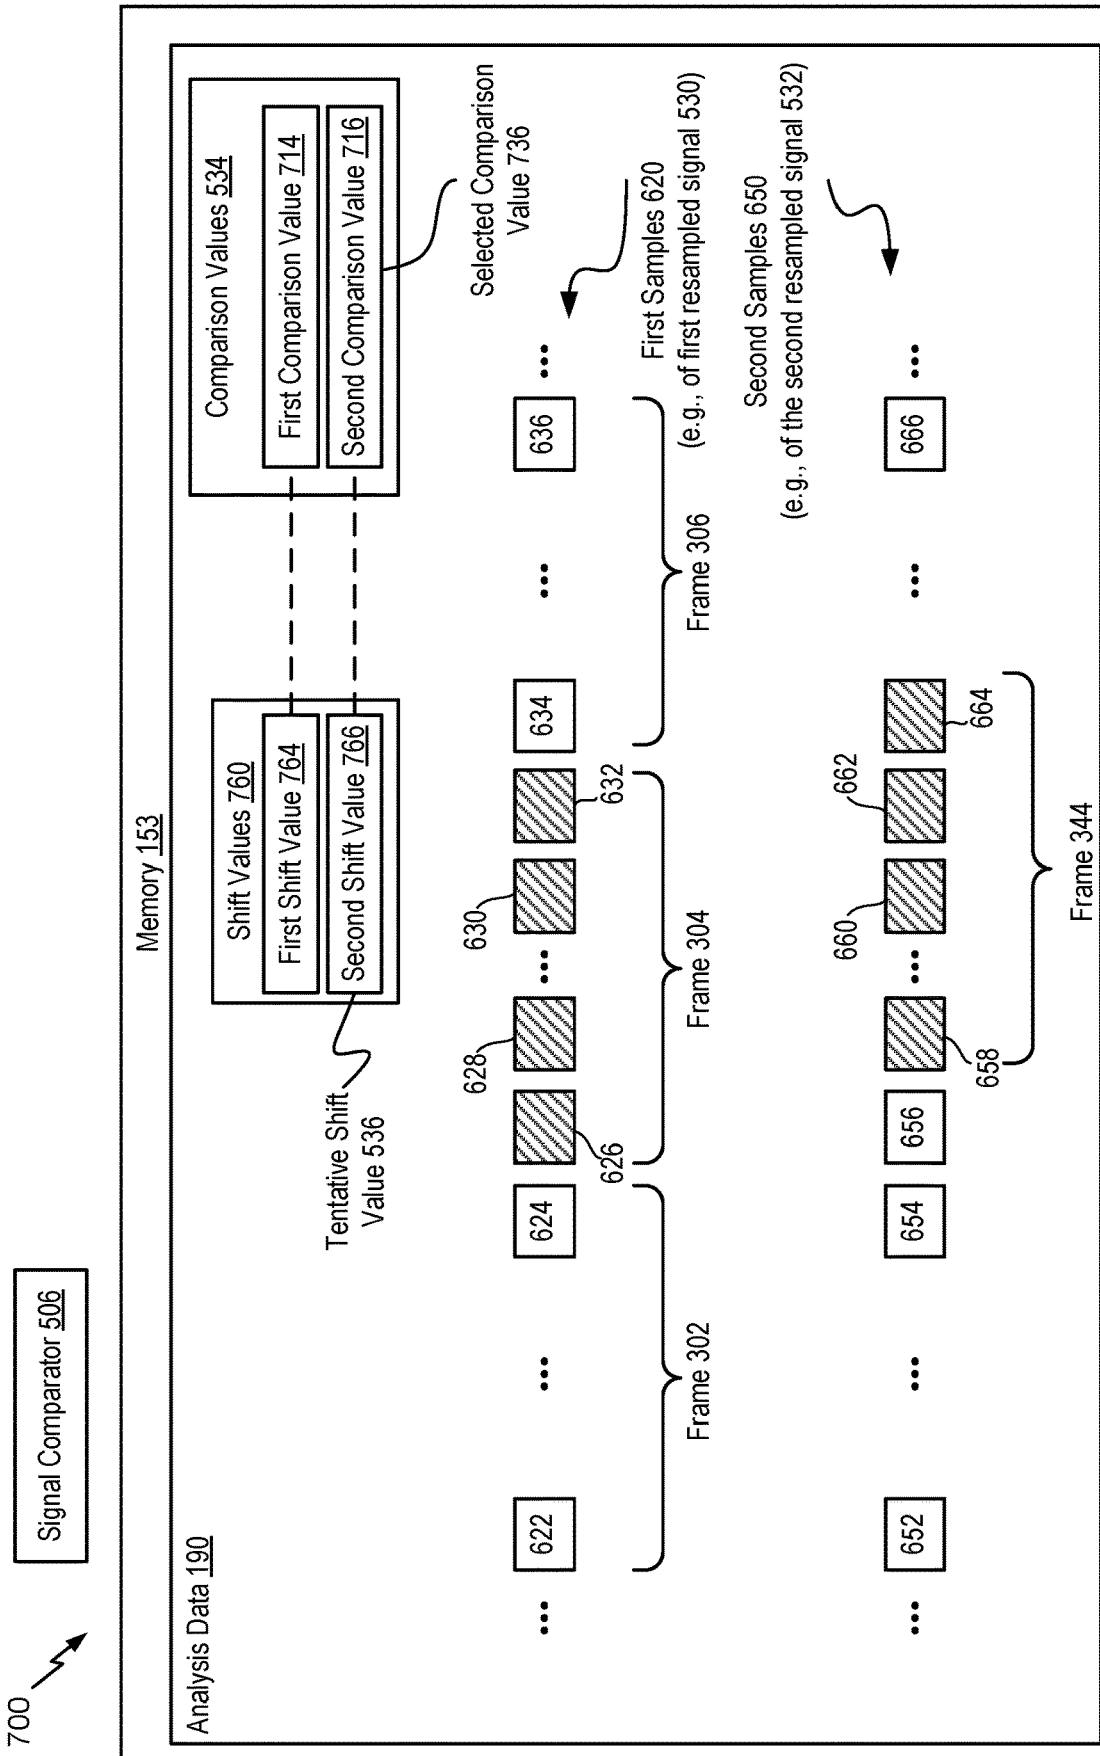 700
Signal Comparator 506
Memory 153
Analysis Data 190
Shift Values 760
First Shift Value 764
Second Shift Value 766
Tentative Shift
Value 536
Comparison Values 534
First Comparison Value 714
Second Comparison Value 716
Selected Comparison
Value 736
... 622 ... 624
626
628
...
630
632
634 ... 636 ...
Frame 302
Frame 304
Frame 306
First Samples 620
(e.g., of first resampled signal 530)
Second Samples 650
(e.g., of the second resampled signal 532)
... 652 ... 654 656
658
...
660
662
664
... 666 ...
Frame 344